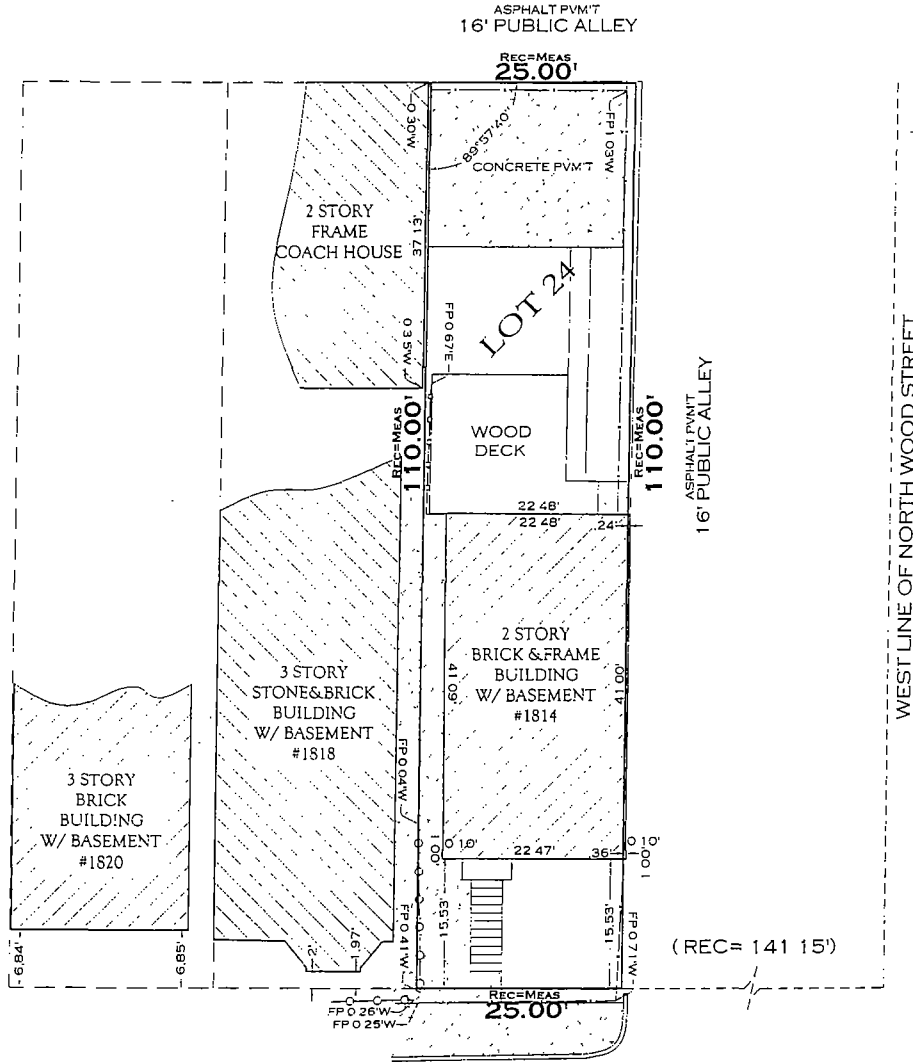 ASPHALT PVM'T
16' PUBLIC ALLEY
REC=MEAS
25.00'
0 30'W
89°57'40"
FP 1 03'W
CONCRETE PVM'T
2 STORY
FRAME
COACH HOUSE
37 13'
LOT 24
0 35'W
FP 0 67'E
WOOD
DECK
REC=MEAS
110.00'
REC=MEAS
110.00'
ASPHALT PVM'T
16' PUBLIC ALLEY
WEST LINE OF NORTH WOOD STREET
22 48'
22 48'
.24'
2 STORY
BRICK &FRAME
BUILDING
W/ BASEMENT
#1814
41 09'
41 00'
3 STORY
STONE&BRICK
BUILDING
W/ BASEMENT
#1818
FP 0 04'W
3 STORY
BRICK
BUILDING
W/ BASEMENT
#1820
1 00'
0 10'
22 47'
.36'
0 10'
1 00'
15.53'
15.53'
FP 0 41'W
FP 0 71'W
(REC= 141 15')
6.84'
6.85'
2'
1.97'
REC=MEAS
25.00'
FP 0 26'W
FP 0 25'W